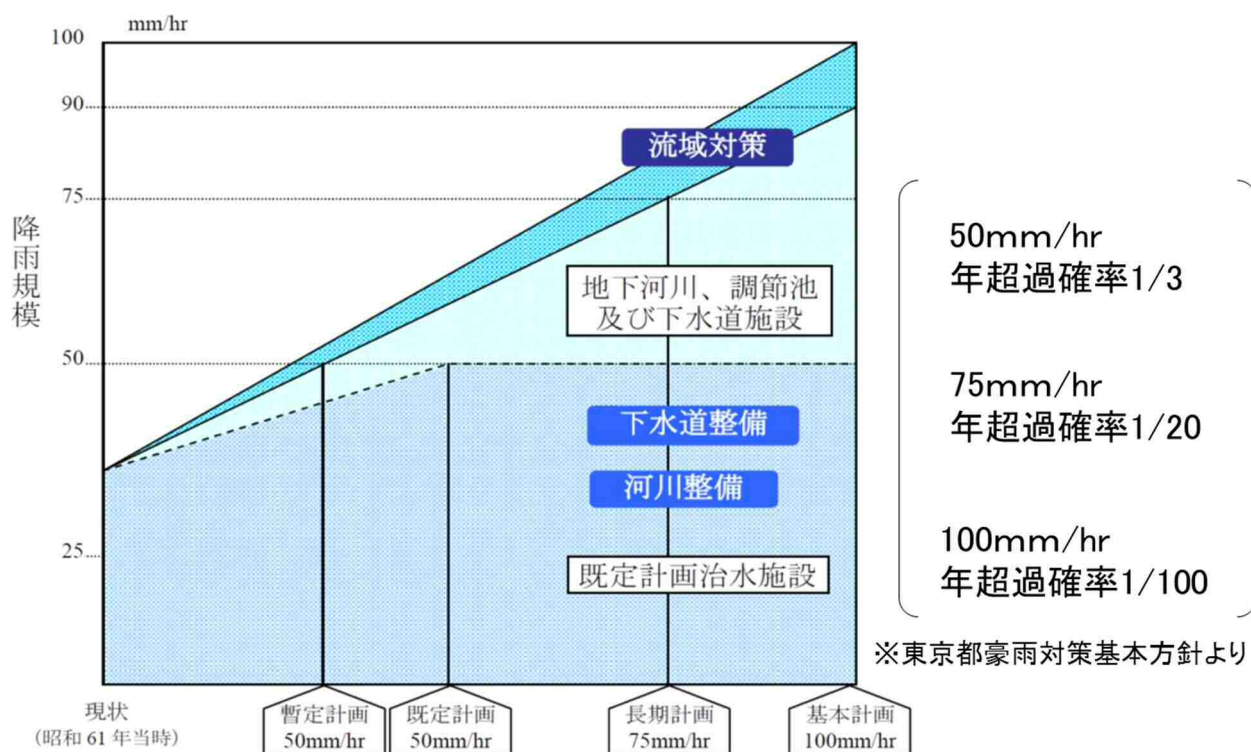 mm/hr
100
90
75
50
25
降雨規模
流域対策
地下河川、調節池
及び下水道施設
下水道整備
河川整備
既定計画治水施設
現状
(昭和 61 年当時)
暫定計画
50mm/hr
既定計画
50mm/hr
長期計画
75mm/hr
基本計画
100mm/hr
50mm/hr
年超過確率1/3
75mm/hr
年超過確率1/20
100mm/hr
年超過確率1/100
※東京都豪雨対策基本方針より